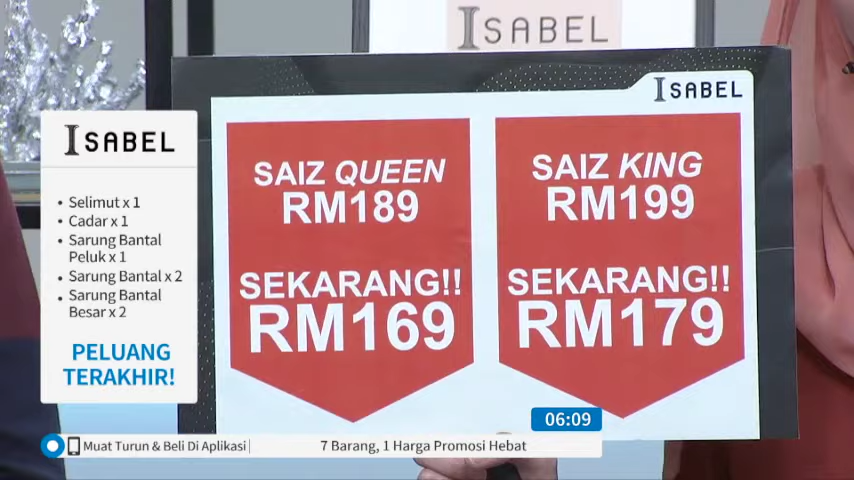 ISABEL
ISABEL
ISABEL
• Selimut x 1
• Cadar x 1
• Sarung Bantal
Peluk x 1
• Sarung Bantal x 2
• Sarung Bantal
Besar x 2
PELUANG
TERAKHIR!
SAIZ QUEEN
RM189
SEKARANG!!
RM169
SAIZ KING
RM199
SEKARANG!!
RM179
06:09
Muat Turun & Beli Di Aplikasi
7 Barang, 1 Harga Promosi Hebat